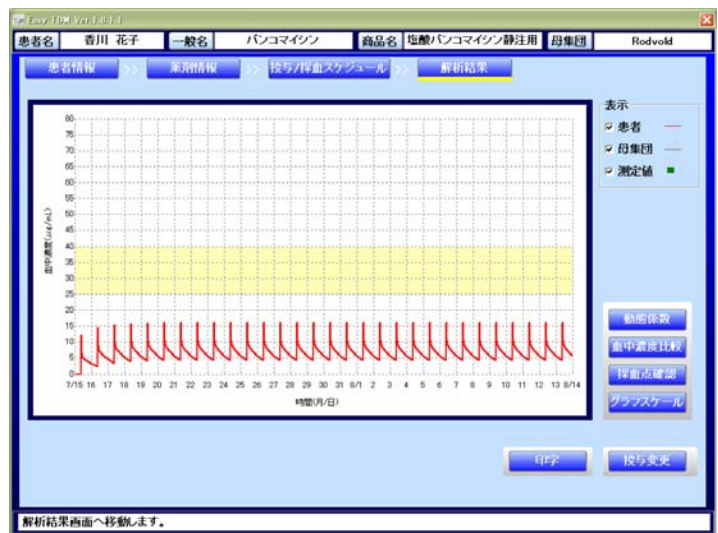 Easy TDM Ver1.0.1.1
患者名 香川 花子 一般名 バンコマイシン 商品名 塩酸バンコマイシン静注用 母集団 Rodvold
患者情報 >> 薬剤情報 >> 投与/採血スケジュール >> 解析結果
表示
患者
母集団
測定値
80
75
70
65
60
55
50
45
40
35
30
25
20
15
10
5
0
血中濃度(μg/mL)
7/15 16 17 18 19 20 21 22 23 24 25 26 27 28 29 30 31 8/1 2 3 4 5 6 7 8 9 10 11 12 13 8/14
時間(月/日)
動態係数
血中濃度比較
採血点確認
グラフスケール
印字 投与変更
解析結果画面へ移動します。